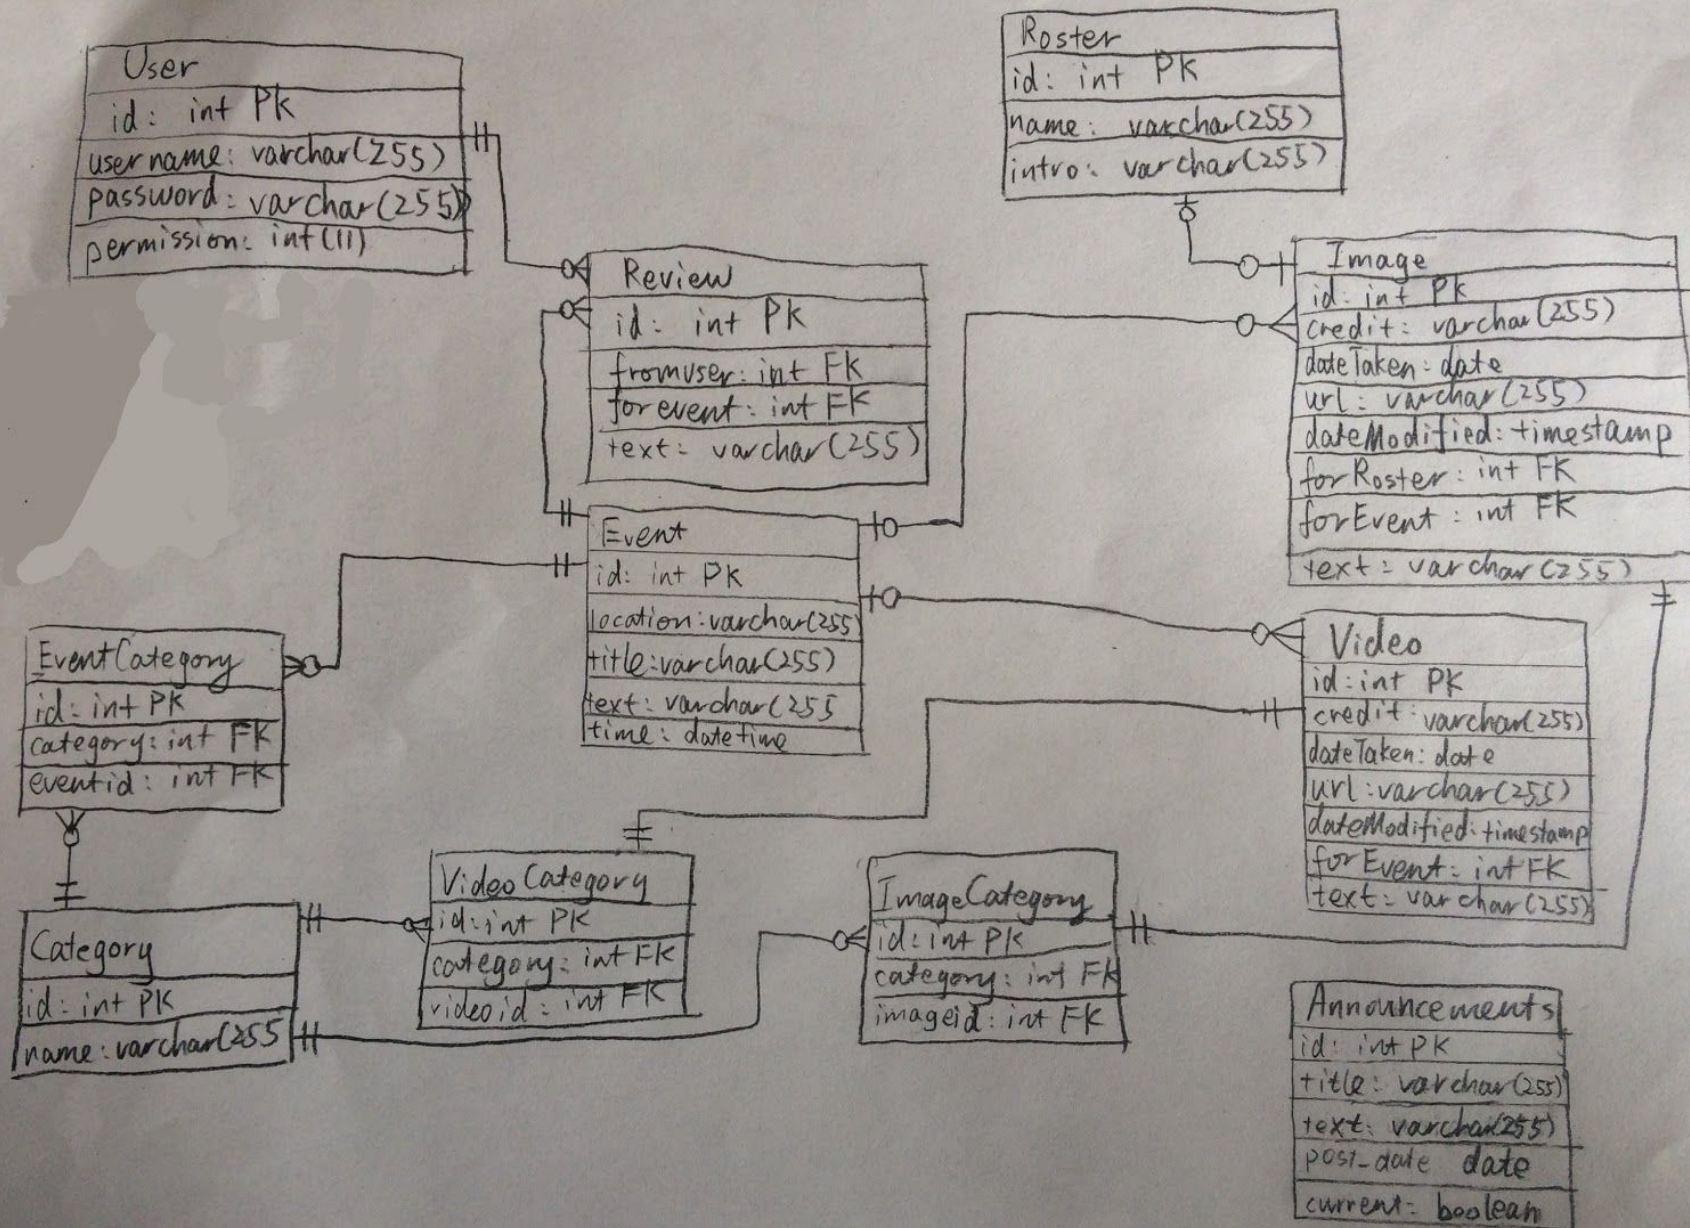 User
id: int PK
username: varchar(255)
password: varchar(255)
permission: int(11)
Roster
id: int PK
name: varchar(255)
intro: varchar(255)
Review
id: int PK
fromuser: int FK
forevent: int FK
text: varchar(255)
Image
id: int PK
credit: varchar(255)
dateTaken: date
url: varchar(255)
dateModified: timestamp
forRoster: int FK
forEvent: int FK
text: varchar(255)
Event
id: int PK
location: varchar(255)
title: varchar(255)
text: varchar(255
time: datetime
EventCategory
id: int PK
category: int FK
eventid: int FK
Video
id: int PK
credit: varchar(255)
dateTaken: date
url: varchar(255)
dateModified: timestamp
forEvent: int FK
text: varchar(255)
Category
id: int PK
name: varchar(255
VideoCategory
id: int PK
category: int FK
videoid: int FK
ImageCategory
id: int PK
category: int FK
imageid: int FK
Announcements
id: int PK
title: varchar(255)
text: varchar(255)
post_date date
current: boolean